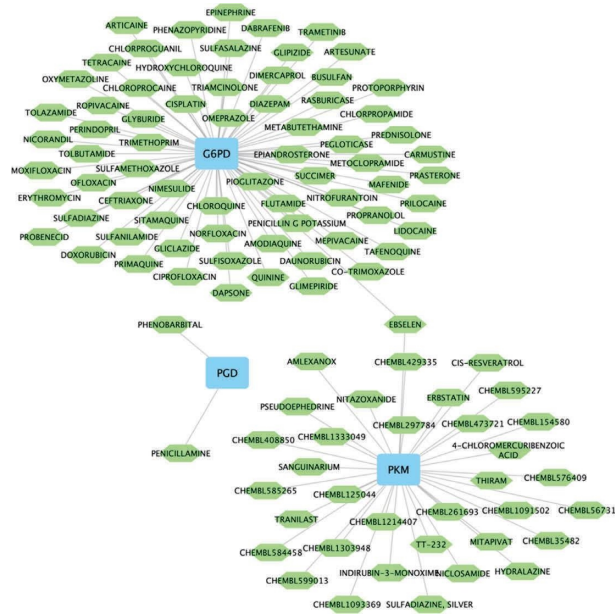 EPINEPHRINE
ARTICAINE
PHENAZOPYRIDINE
DABRAFENIB
TRAMETINIB
CHLORPROGUANIL
SULFASALAZINE
GLIPIZIDE
ARTESUNATE
TETRACAINE
HYDROXYCHLOROQUINE
DIMERCAPROL
BUSULFAN
OXYMETAZOLINE
CHLOROPROCAINE
TRIAMCINOLONE
PROTOPORPHYRIN
RASBURICASE
CISPLATIN
DIAZEPAM
TOLAZAMIDE
ROPIVACAINE
GLYBURIDE
OMEPRAZOLE
CHLORPROPAMIDE
PERINDOPRIL
METABUTETHAMINE
PREDNISOLONE
NICORANDIL
TRIMETHOPRIM
G6PD
PEGLOTICASE
CARMUSTINE
TOLBUTAMIDE
EPIANDROSTERONE
METOCLOPRAMIDE
MOXIFLOXACIN
SULFAMETHOXAZOLE
SUCCIMER
PRASTERONE
OFLOXACIN
PIOGLITAZONE
MAFENIDE
ERYTHROMYCIN
CEFTRIAXONE
NIMESULIDE
NITROFURANTOIN
PRILOCAINE
CHLOROQUINE
FLUTAMIDE
SULFADIAZINE
SITAMAQUINE
PROPRANOLOL
PENICILLIN G POTASSIUM
LIDOCAINE
PROBENECID
SULFANILAMIDE
NORFLOXACIN
MEPIVACAINE
AMODIAQUINE
TAFENOQUINE
DOXORUBICIN
GLICLAZIDE
SULFISOXAZOLE
DAUNORUBICIN
PRIMAQUINE
CO-TRIMOXAZOLE
CIPROFLOXACIN
QUININE
GLIMEPIRIDE
DAPSONE
PHENOBARBITAL
EBSELEN
PGD
AMLEXANOX
CHEMBL429335
CIS-RESVERATROL
NITAZOXANIDE
ERBSTATIN
CHEMBL595227
PSEUDOEPHEDRINE
CHEMBL297784
CHEMBL473721
CHEMBL154580
CHEMBL408850
CHEMBL1333049
4-CHLOROMERCURIBENZOIC
ACID
PENICILLAMINE
SANGUINARIUM
PKM
THIRAM
CHEMBL576409
CHEMBL585265
CHEMBL125044
CHEMBL261693
CHEMBL1091502
CHEMBL56731
TRANILAST
CHEMBL1214407
CHEMBL35482
CHEMBL584458
CHEMBL1303948
TT-232
MITAPIVAT
CHEMBL599013
INDIRUBIN-3-MONOXIME
NICLOSAMIDE
HYDRALAZINE
CHEMBL1093369
SULFADIAZINE, SILVER